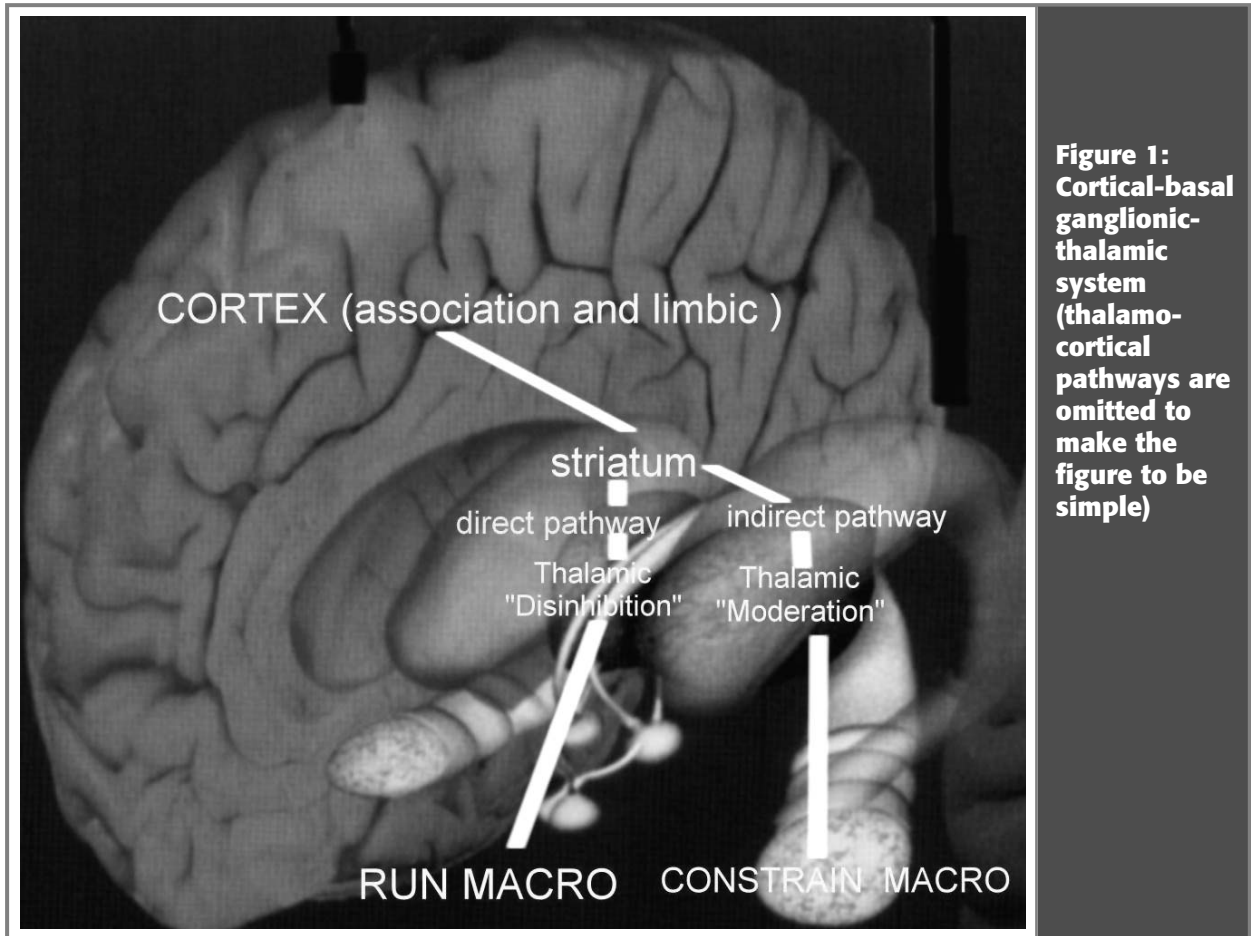 CORTEX (association and limbic )
striatum
direct pathway
indirect pathway
Thalamic
"Disinhibition"
Thalamic
"Moderation"
RUN MACRO
CONSTRAIN MACRO
Figure 1:
Cortical-basal
ganglionic-
thalamic
system
(thalamo-
cortical
pathways are
omitted to
make the
figure to be
simple)